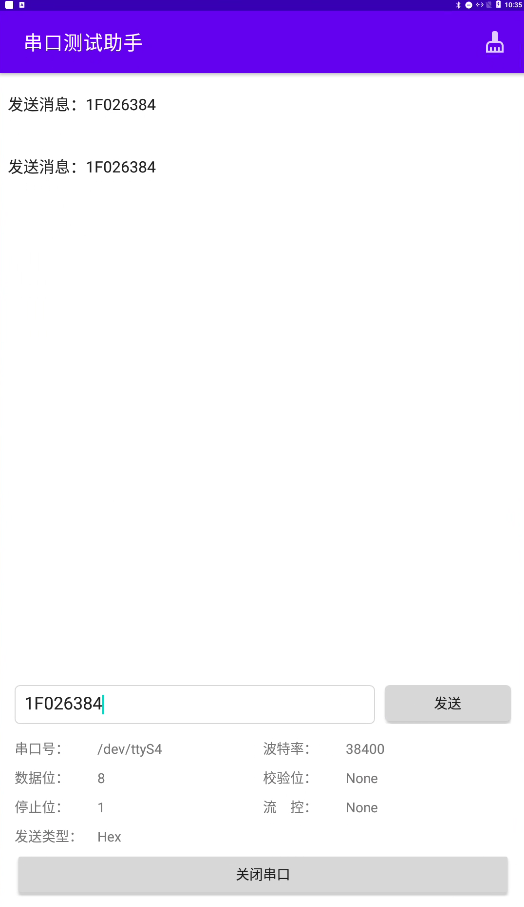 10:35
串口测试助手
发送消息：1F026384
发送消息：1F026384
1F026384
发送
串口号： /dev/ttyS4 波特率： 38400
数据位： 8 校验位： None
停止位： 1 流　控： None
发送类型： Hex
关闭串口